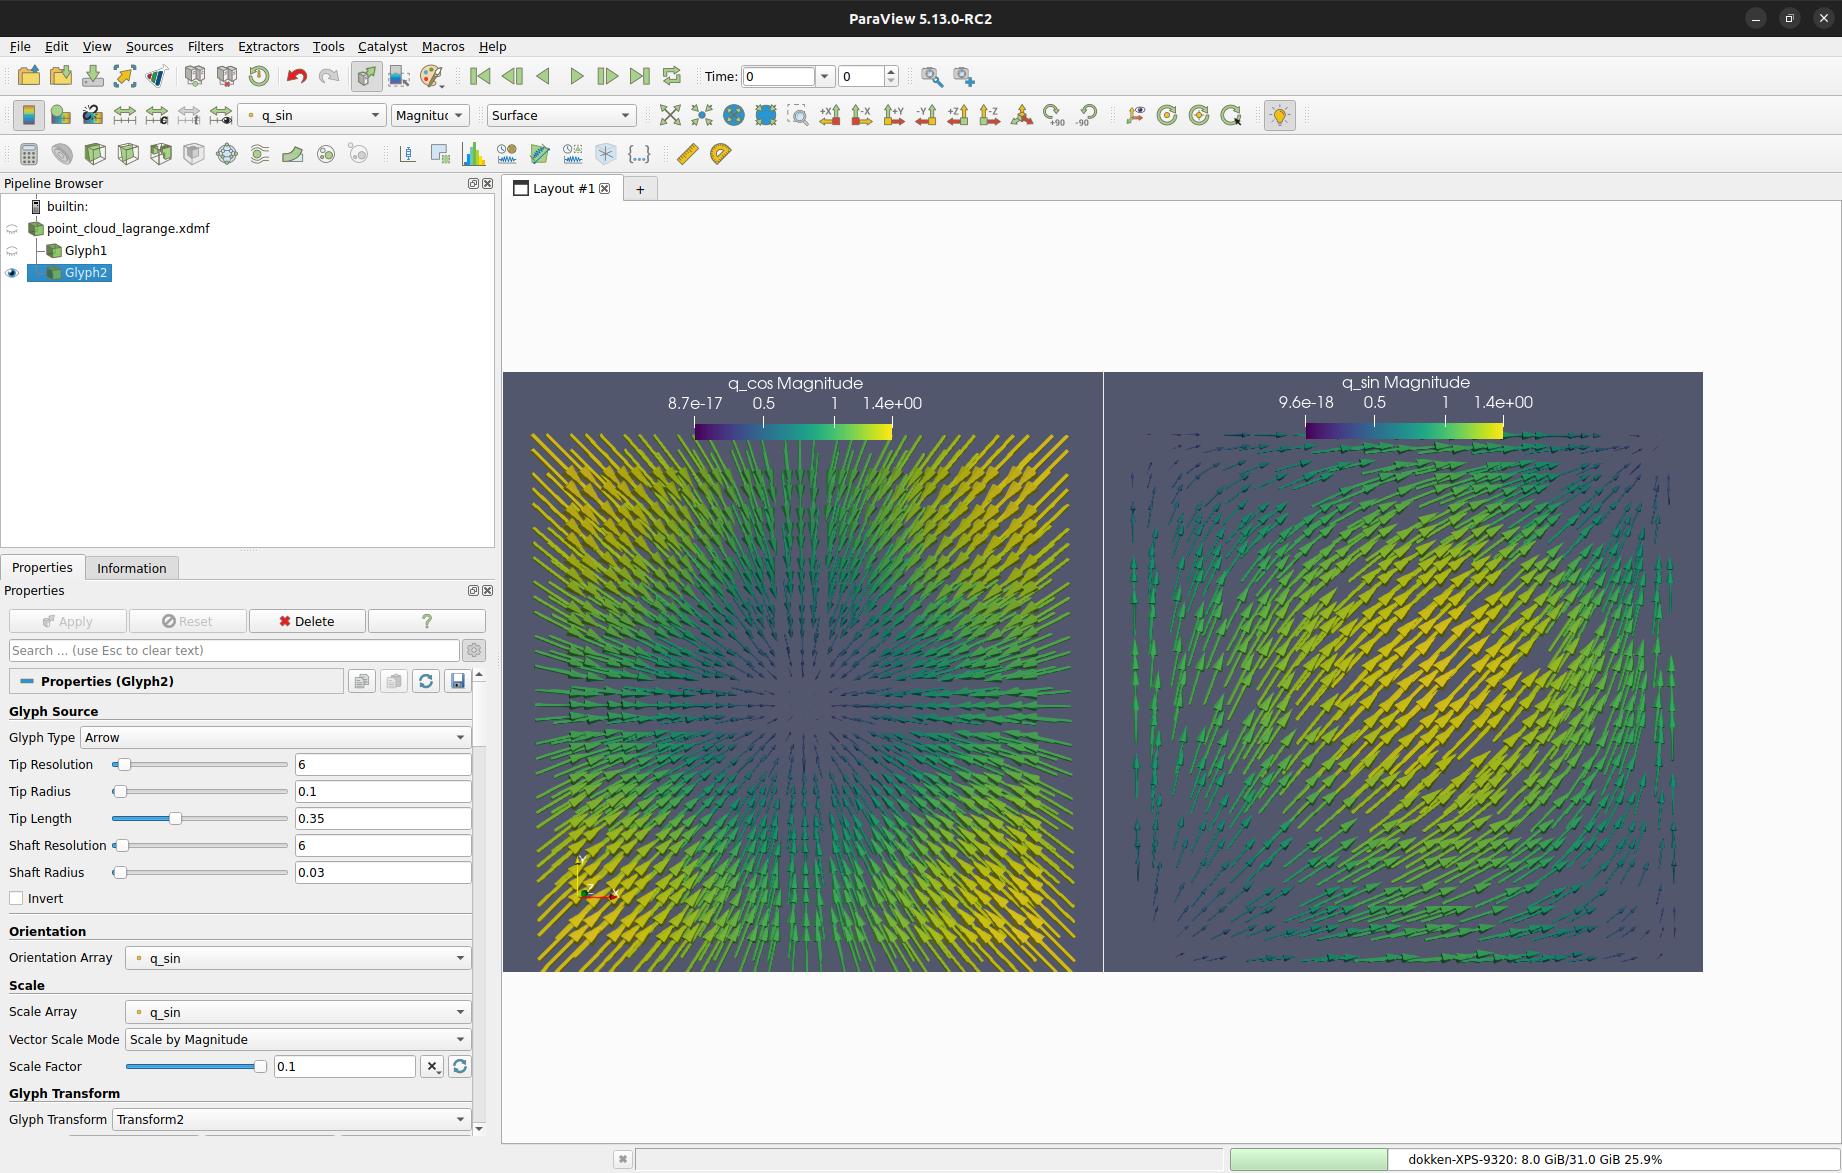 ParaView 5.13.0-RC2
File Edit View Sources Filters Extractors Tools Catalyst Macros Help
Time: 0 0
q_sin Magnituc Surface
+X -X +Y -Y +Z -Z +90 -90
Pipeline Browser
Layout #1 +
builtin:
point_cloud_lagrange.xdmf
Glyph1
Glyph2
q_cos Magnitude
8.7e-17 0.5 1 1.4e+00
q_sin Magnitude
9.6e-18 0.5 1 1.4e+00
Y
Z X
Properties Information
Properties
Apply Reset Delete ?
Search ... (use Esc to clear text)
Properties (Glyph2)
Glyph Source
Glyph Type Arrow
Tip Resolution 6
Tip Radius 0.1
Tip Length 0.35
Shaft Resolution 6
Shaft Radius 0.03
Invert
Orientation
Orientation Array q_sin
Scale
Scale Array q_sin
Vector Scale Mode Scale by Magnitude
Scale Factor 0.1
Glyph Transform
Glyph Transform Transform2
dokken-XPS-9320: 8.0 GiB/31.0 GiB 25.9%